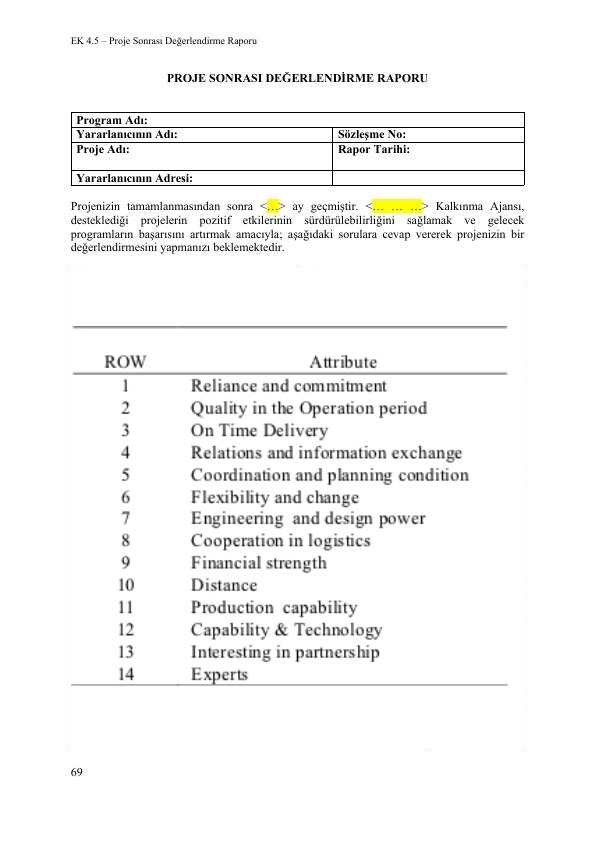 EK 4.5 – Proje Sonrası Değerlendirme Raporu
PROJE SONRASI DEĞERLENDİRME RAPORU
Program Adı:
Yararlanıcının Adı: Sözleşme No:
Proje Adı: Rapor Tarihi:
Yararlanıcının Adresi:
Projenizin tamamlanmasından sonra <…> ay geçmiştir. <… … …> Kalkınma Ajansı,
desteklediği projelerin pozitif etkilerinin sürdürülebilirliğini sağlamak ve gelecek
programların başarısını artırmak amacıyla; aşağıdaki sorulara cevap vererek projenizin bir
değerlendirmesini yapmanızı beklemektedir.
ROW Attribute
1 Reliance and commitment
2 Quality in the Operation period
3 On Time Delivery
4 Relations and information exchange
5 Coordination and planning condition
6 Flexibility and change
7 Engineering and design power
8 Cooperation in logistics
9 Financial strength
10 Distance
11 Production capability
12 Capability & Technology
13 Interesting in partnership
14 Experts
69